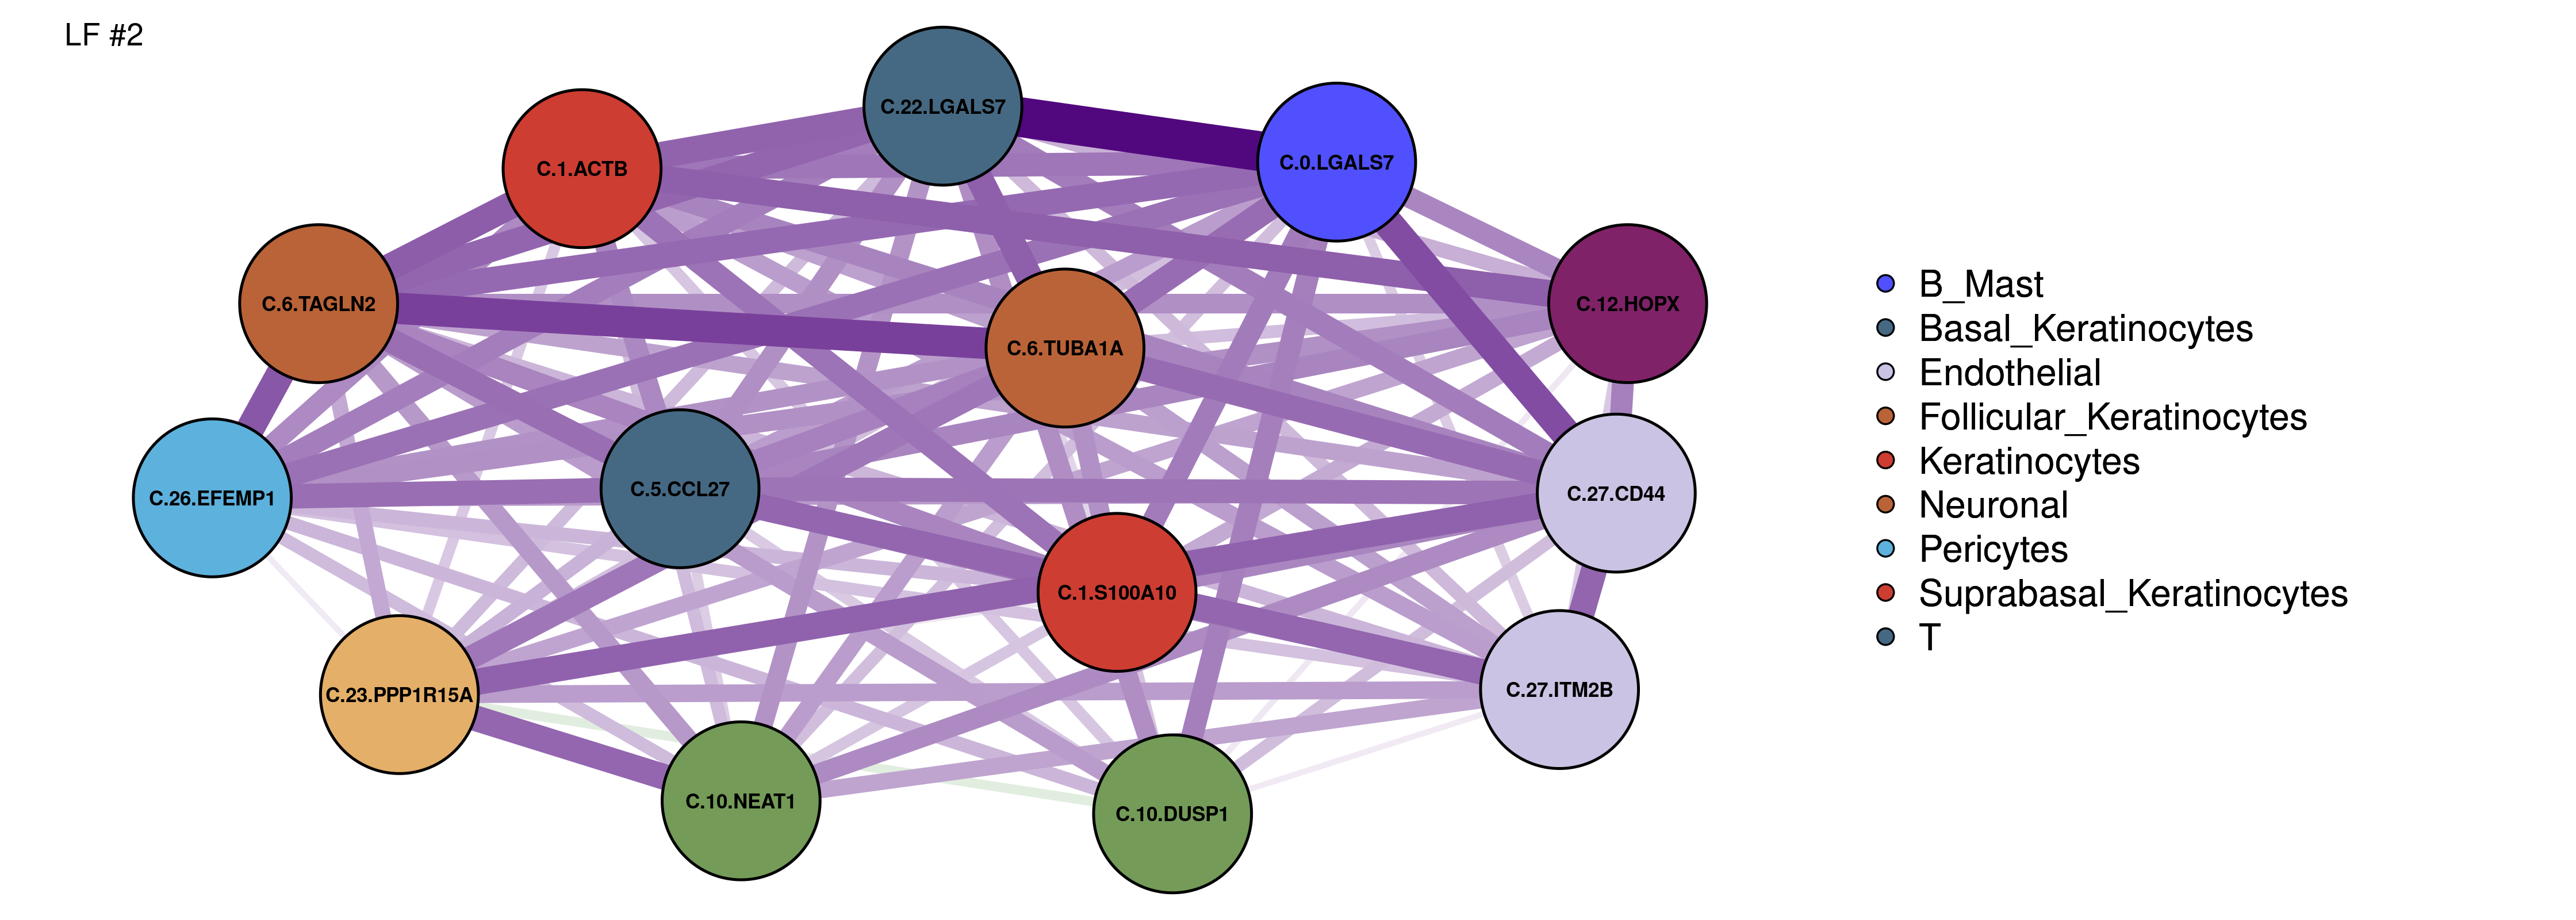 LF #2
C.22.LGALS7
C.0.LGALS7
C.1.ACTB
C.6.TAGLN2
C.12.HOPX
C.6.TUBA1A
C.26.EFEMP1
C.5.CCL27
C.27.CD44
C.1.S100A10
C.23.PPP1R15A
C.27.ITM2B
C.10.NEAT1
C.10.DUSP1
B_Mast
Basal_Keratinocytes
Endothelial
Follicular_Keratinocytes
Keratinocytes
Neuronal
Pericytes
Suprabasal_Keratinocytes
T